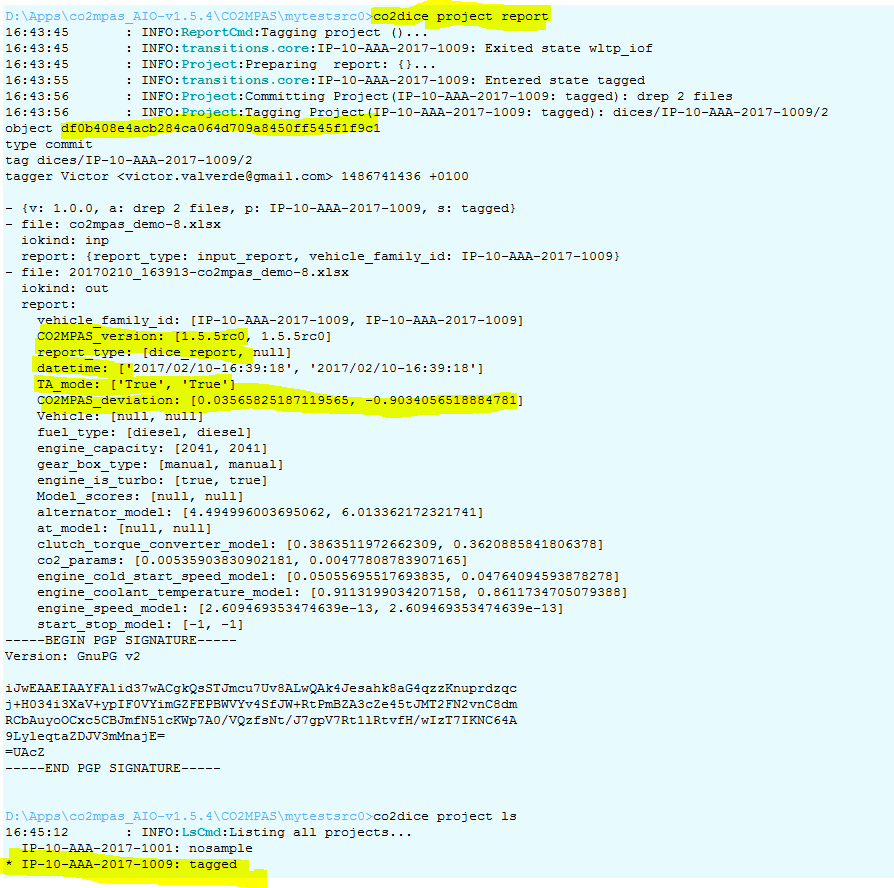 D:\Apps\co2mpas_AIO-v1.5.4\CO2MPAS\mytestsrc0>co2dice project report
16:43:45       : INFO:ReportCmd:Tagging project ()...
16:43:45       : INFO:transitions.core:IP-10-AAA-2017-1009: Exited state wltp_iof
16:43:45       : INFO:Project:Preparing  report: {}...
16:43:55       : INFO:transitions.core:IP-10-AAA-2017-1009: Entered state tagged
16:43:56       : INFO:Project:Committing Project(IP-10-AAA-2017-1009: tagged): drep 2 files
16:43:56       : INFO:Project:Tagging Project(IP-10-AAA-2017-1009: tagged): dices/IP-10-AAA-2017-1009/2
object df0b408e4acb284ca064d709a8450ff545f1f9c1
type commit
tag dices/IP-10-AAA-2017-1009/2
tagger Victor <victor.valverde@gmail.com> 1486741436 +0100

- {v: 1.0.0, a: drep 2 files, p: IP-10-AAA-2017-1009, s: tagged}
- file: co2mpas_demo-8.xlsx
  iokind: inp
  report: {report_type: input_report, vehicle_family_id: IP-10-AAA-2017-1009}
- file: 20170210_163913-co2mpas_demo-8.xlsx
  iokind: out
  report:
    vehicle_family_id: [IP-10-AAA-2017-1009, IP-10-AAA-2017-1009]
    CO2MPAS_version: [1.5.5rc0, 1.5.5rc0]
    report_type: [dice_report, null]
    datetime: ['2017/02/10-16:39:18', '2017/02/10-16:39:18']
    TA_mode: ['True', 'True']
    CO2MPAS_deviation: [0.03565825187119565, -0.9034056518884781]
    Vehicle: [null, null]
    fuel_type: [diesel, diesel]
    engine_capacity: [2041, 2041]
    gear_box_type: [manual, manual]
    engine_is_turbo: [true, true]
    Model_scores: [null, null]
    alternator_model: [4.494996003695062, 6.013362172321741]
    at_model: [null, null]
    clutch_torque_converter_model: [0.3863511972662309, 0.3620885841806378]
    co2_params: [0.00535903830902181, 0.00477808783907165]
    engine_cold_start_speed_model: [0.05055695517693835, 0.04764094593878278]
    engine_coolant_temperature_model: [0.9113199034207158, 0.8611734705079388]
    engine_speed_model: [2.609469353474639e-13, 2.609469353474639e-13]
    start_stop_model: [-1, -1]
-----BEGIN PGP SIGNATURE-----
Version: GnuPG v2

iJwEAAEIAAYFAlid37wACgkQsSTJmcu7Uv8ALwQAk4Jesahk8aG4qzzKnuprdzqc
j+H034i3XaV+ypIF0VYimGZFEPBWVYv4SfJW+RtPmBZA3cZe45tJMT2FN2vnC8dm
RCbAuyoOCxc5CBJmfN51cKWp7A0/VQzfsNt/J7gpV7Rt1lRtvfH/wIzT7IKNC64A
9LyleqtaZDJV3mMnajE=
=UAcZ
-----END PGP SIGNATURE-----

D:\Apps\co2mpas_AIO-v1.5.4\CO2MPAS\mytestsrc0>co2dice project ls
16:45:12       : INFO:LsCmd:Listing all projects...
  IP-10-AAA-2017-1001: nosample
* IP-10-AAA-2017-1009: tagged